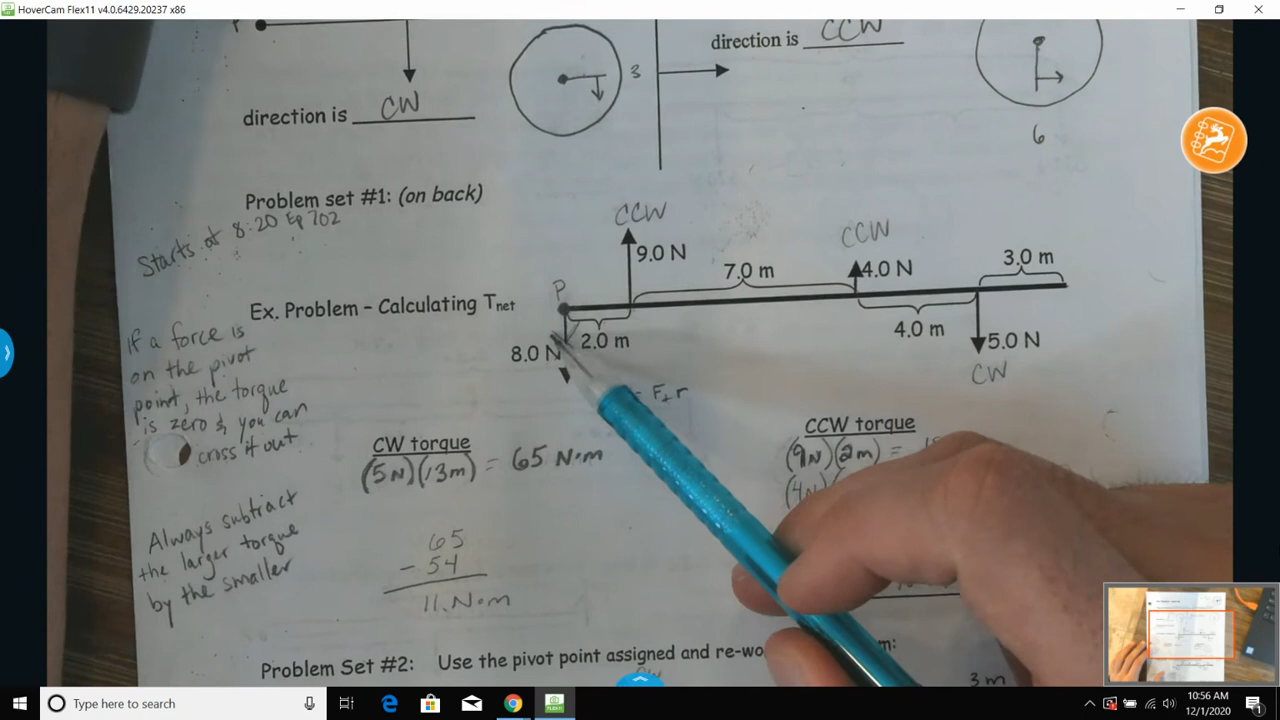 HoverCam Flex11 v4.0.6429.20237 x86
direction is CW
3
direction is CCW
6
Problem set #1: (on back)
Starts at 8:20 Ep 702
CCW
9.0 N
7.0 m
CCW
4.0 N
3.0 m
P
Ex. Problem - Calculating Tnet
8.0 N
2.0 m
4.0 m
5.0 N
CW
If a force is
on the pivot
point, the torque
is zero & you can
cross it out.
F⊥r
CW torque
(5N)(13m) = 65 N·m
CCW torque
(9N)(2m) =
(4N)
Always subtract
the larger torque
by the smaller
65
- 54
11 N·m
Problem Set #2: Use the pivot point assigned and re-wo
m:
3 m
Type here to search
FLEX11
10:56 AM
12/1/2020